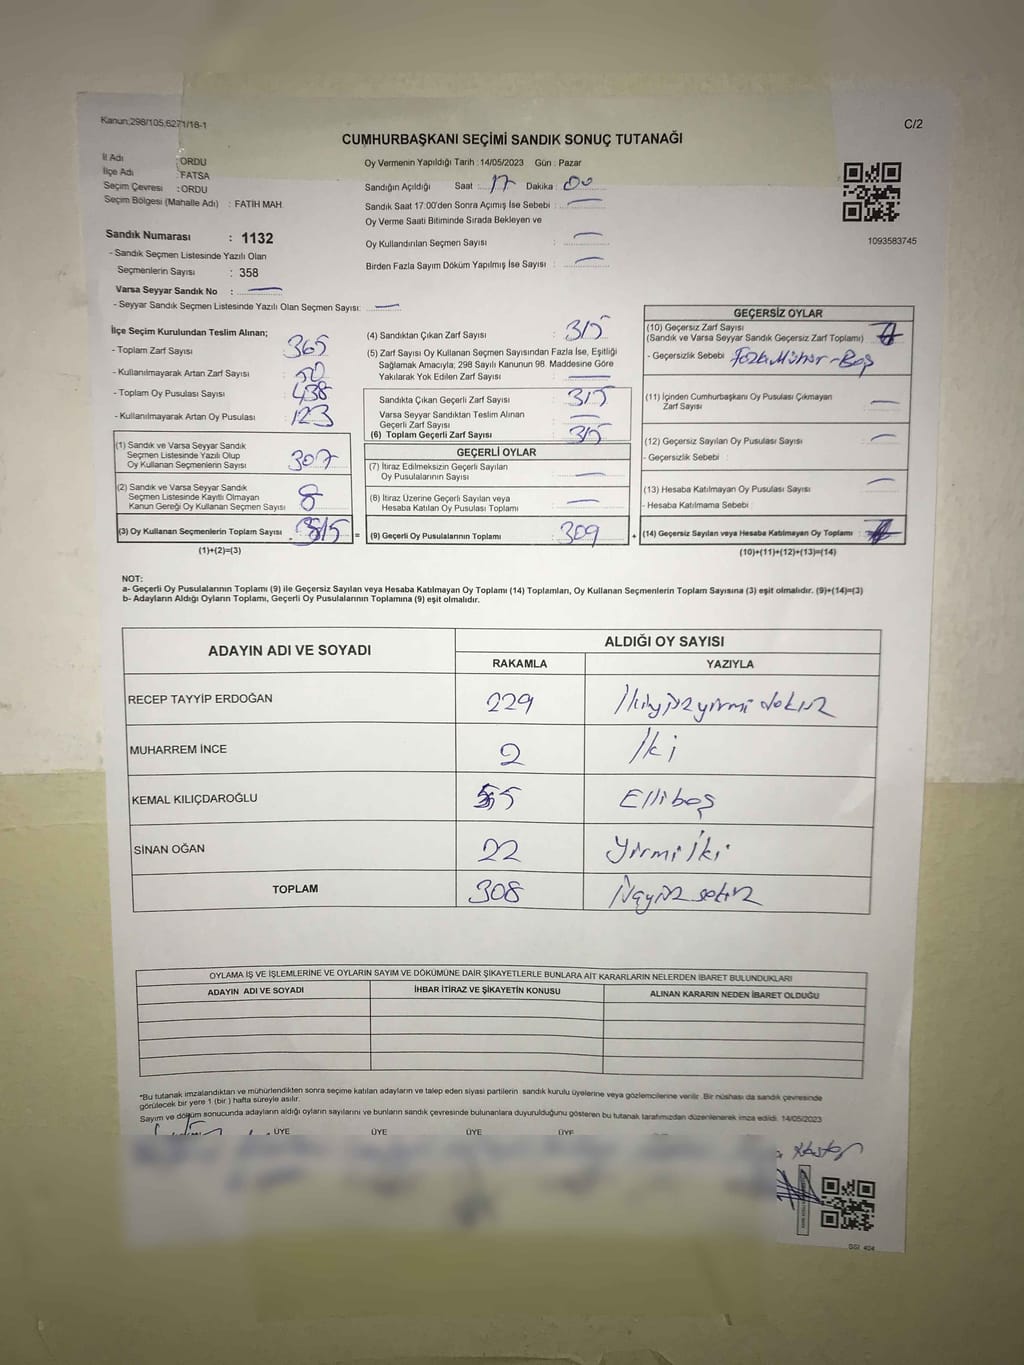 Kanun:298/105,6271/18-1
C/2
CUMHURBAŞKANI SEÇİMİ SANDIK SONUÇ TUTANAĞI
İl Adı : ORDU
İlçe Adı : FATSA
Seçim Çevresi : ORDU
Seçim Bölgesi (Mahalle Adı) : FATİH MAH.
Sandık Numarası : 1132
- Sandık Seçmen Listesinde Yazılı Olan
Seçmenlerin Sayısı : 358
Varsa Seyyar Sandık No : —
- Seyyar Sandık Seçmen Listesinde Yazılı Olan Seçmen Sayısı: —
Oy Vermenin Yapıldığı Tarih : 14/05/2023 Gün : Pazar
Sandığın Açıldığı Saat : 17 Dakika : 00
Sandık Saat 17:00'den Sonra Açımış İse Sebebi : —
Oy Verme Saati Bitiminde Sırada Bekleyen ve
Oy Kullandırılan Seçmen Sayısı : —
Birden Fazla Sayım Döküm Yapılmış İse Sayısı : —
1093583745
İlçe Seçim Kurulundan Teslim Alınan;
- Toplam Zarf Sayısı 365
- Kullanılmayarak Artan Zarf Sayısı 50
- Toplam Oy Pusulası Sayısı 438
- Kullanılmayarak Artan Oy Pusulası 123
(1) Sandık ve Varsa Seyyar Sandık
Seçmen Listesinde Yazılı Olup
Oy Kullanan Seçmenlerin Sayısı 307
(2) Sandık ve Varsa Seyyar Sandık
Seçmen Listesinde Kayıtlı Olmayan
Kanun Gereği Oy Kullanan Seçmen Sayısı 8
(3) Oy Kullanan Seçmenlerin Toplam Sayısı 315 =
(1)+(2)=(3)
(4) Sandıktan Çıkan Zarf Sayısı : 315
(5) Zarf Sayısı Oy Kullanan Seçmen Sayısından Fazla İse, Eşitliği
Sağlamak Amacıyla; 298 Sayılı Kanunun 98. Maddesine Göre
Yakılarak Yok Edilen Zarf Sayısı : —
Sandıkta Çıkan Geçerli Zarf Sayısı : 315
Varsa Seyyar Sandıktan Teslim Alınan
Geçerli Zarf Sayısı : —
(6) Toplam Geçerli Zarf Sayısı : 315
GEÇERLİ OYLAR
(7) İtiraz Edilmeksizin Geçerli Sayılan
Oy Pusulalarının Sayısı : —
(8) İtiraz Üzerine Geçerli Sayılan veya
Hesaba Katılan Oy Pusulası Toplamı : —
(9) Geçerli Oy Pusulalarının Toplamı : 309 +
GEÇERSİZ OYLAR
(10) Geçersiz Zarf Sayısı
(Sandık ve Varsa Seyyar Sandık Geçersiz Zarf Toplamı) :
- Geçersizlik Sebebi : Fazla Mühür - Boş
(11) İçinden Cumhurbaşkanı Oy Pusulası Çıkmayan
Zarf Sayısı : —
(12) Geçersiz Sayılan Oy Pusulası Sayısı : —
- Geçersizlik Sebebi :
(13) Hesaba Katılmayan Oy Pusulası Sayısı : —
- Hesaba Katılmama Sebebi :
(14) Geçersiz Sayılan veya Hesaba Katılmayan Oy Toplamı :
(10)+(11)+(12)+(13)=(14)
NOT:
a- Geçerli Oy Pusulalarının Toplamı (9) ile Geçersiz Sayılan veya Hesaba Katılmayan Oy Toplamı (14) Toplamları, Oy Kullanan Seçmenlerin Toplam Sayısına (3) eşit olmalıdır. (9)+(14)=(3)
b- Adayların Aldığı Oyların Toplamı, Geçerli Oy Pusulalarının Toplamına (9) eşit olmalıdır.
ADAYIN ADI VE SOYADI ALDIĞI OY SAYISI
RAKAMLA YAZIYLA
RECEP TAYYİP ERDOĞAN 229 İkiyüzyirmi dokuz
MUHARREM İNCE 2 İki
KEMAL KILIÇDAROĞLU 55 Ellibeş
SİNAN OĞAN 22 Yirmi İki
TOPLAM 308 Üçyüz sekiz
OYLAMA İŞ VE İŞLEMLERİNE VE OYLARIN SAYIM VE DÖKÜMÜNE DAİR ŞİKAYETLERLE BUNLARA AİT KARARLARIN NELERDEN İBARET BULUNDUKLARI
ADAYIN ADI VE SOYADI İHBAR İTİRAZ VE ŞİKAYETİN KONUSU ALINAN KARARIN NEDEN İBARET OLDUĞU
*Bu tutanak imzalandıktan ve mühürlendikten sonra seçime katılan adayların ve talep eden siyasi partilerin sandık kurulu üyelerine veya gözlemcilerine verilir. Bir nüshası da sandık çevresinde
görülecek bir yere 1 (bir ) hafta süreyle asılır.
Sayım ve döküm sonucunda adayların aldığı oyların sayılarını ve bunların sandık çevresinde bulunanlara duyurulduğunu gösteren bu tutanak tarafımızdan düzenlenerek imza edildi. 14/05/2023
ÜYE ÜYE ÜYE ÜYE